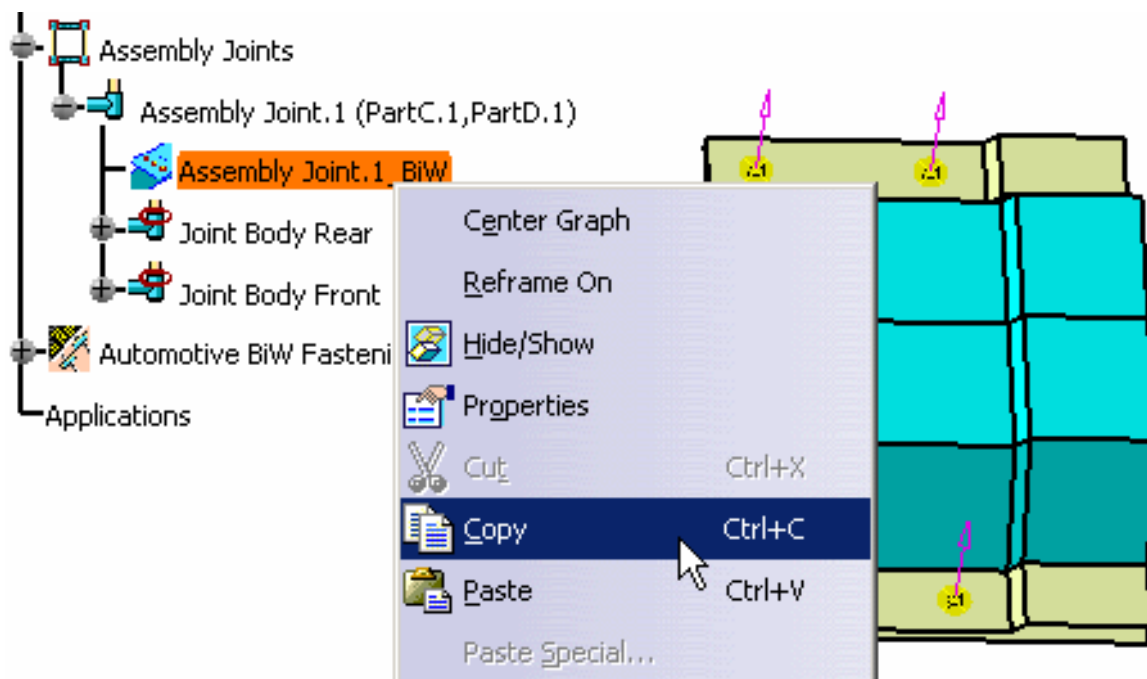 Assembly Joints
Assembly Joint.1 (PartC.1,PartD.1)
Assembly Joint.1_BiW
Joint Body Rear
Joint Body Front
Automotive BiW Fasteni
Applications
Center Graph
Reframe On
Hide/Show
Properties
Cut Ctrl+X
Copy Ctrl+C
Paste Ctrl+V
Paste Special...